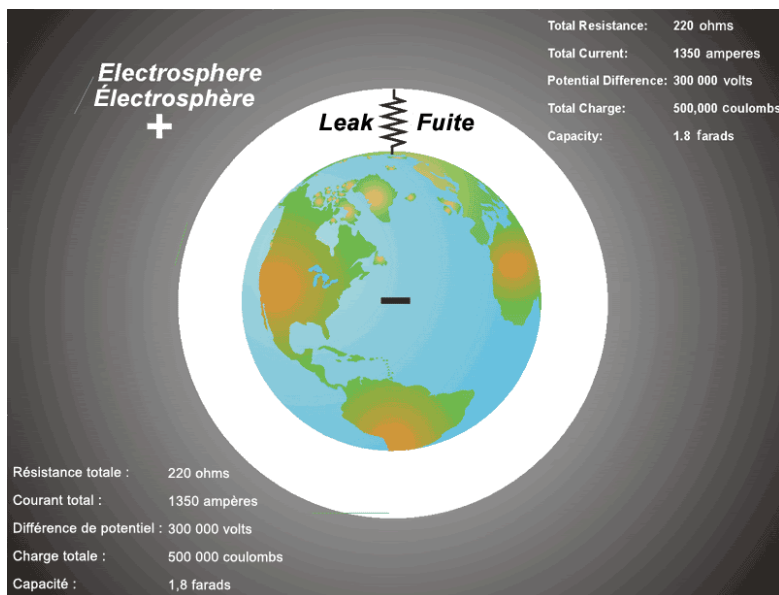 Electrosphere
Électrosphère
+
Total Resistance: 220 ohms
Total Current: 1350 amperes
Potential Difference: 300 000 volts
Total Charge: 500,000 coulombs
Capacity: 1.8 farads
Leak Fuite
-
Résistance totale : 220 ohms
Courant total : 1350 ampères
Différence de potentiel : 300 000 volts
Charge totale : 500 000 coulombs
Capacité : 1,8 farads